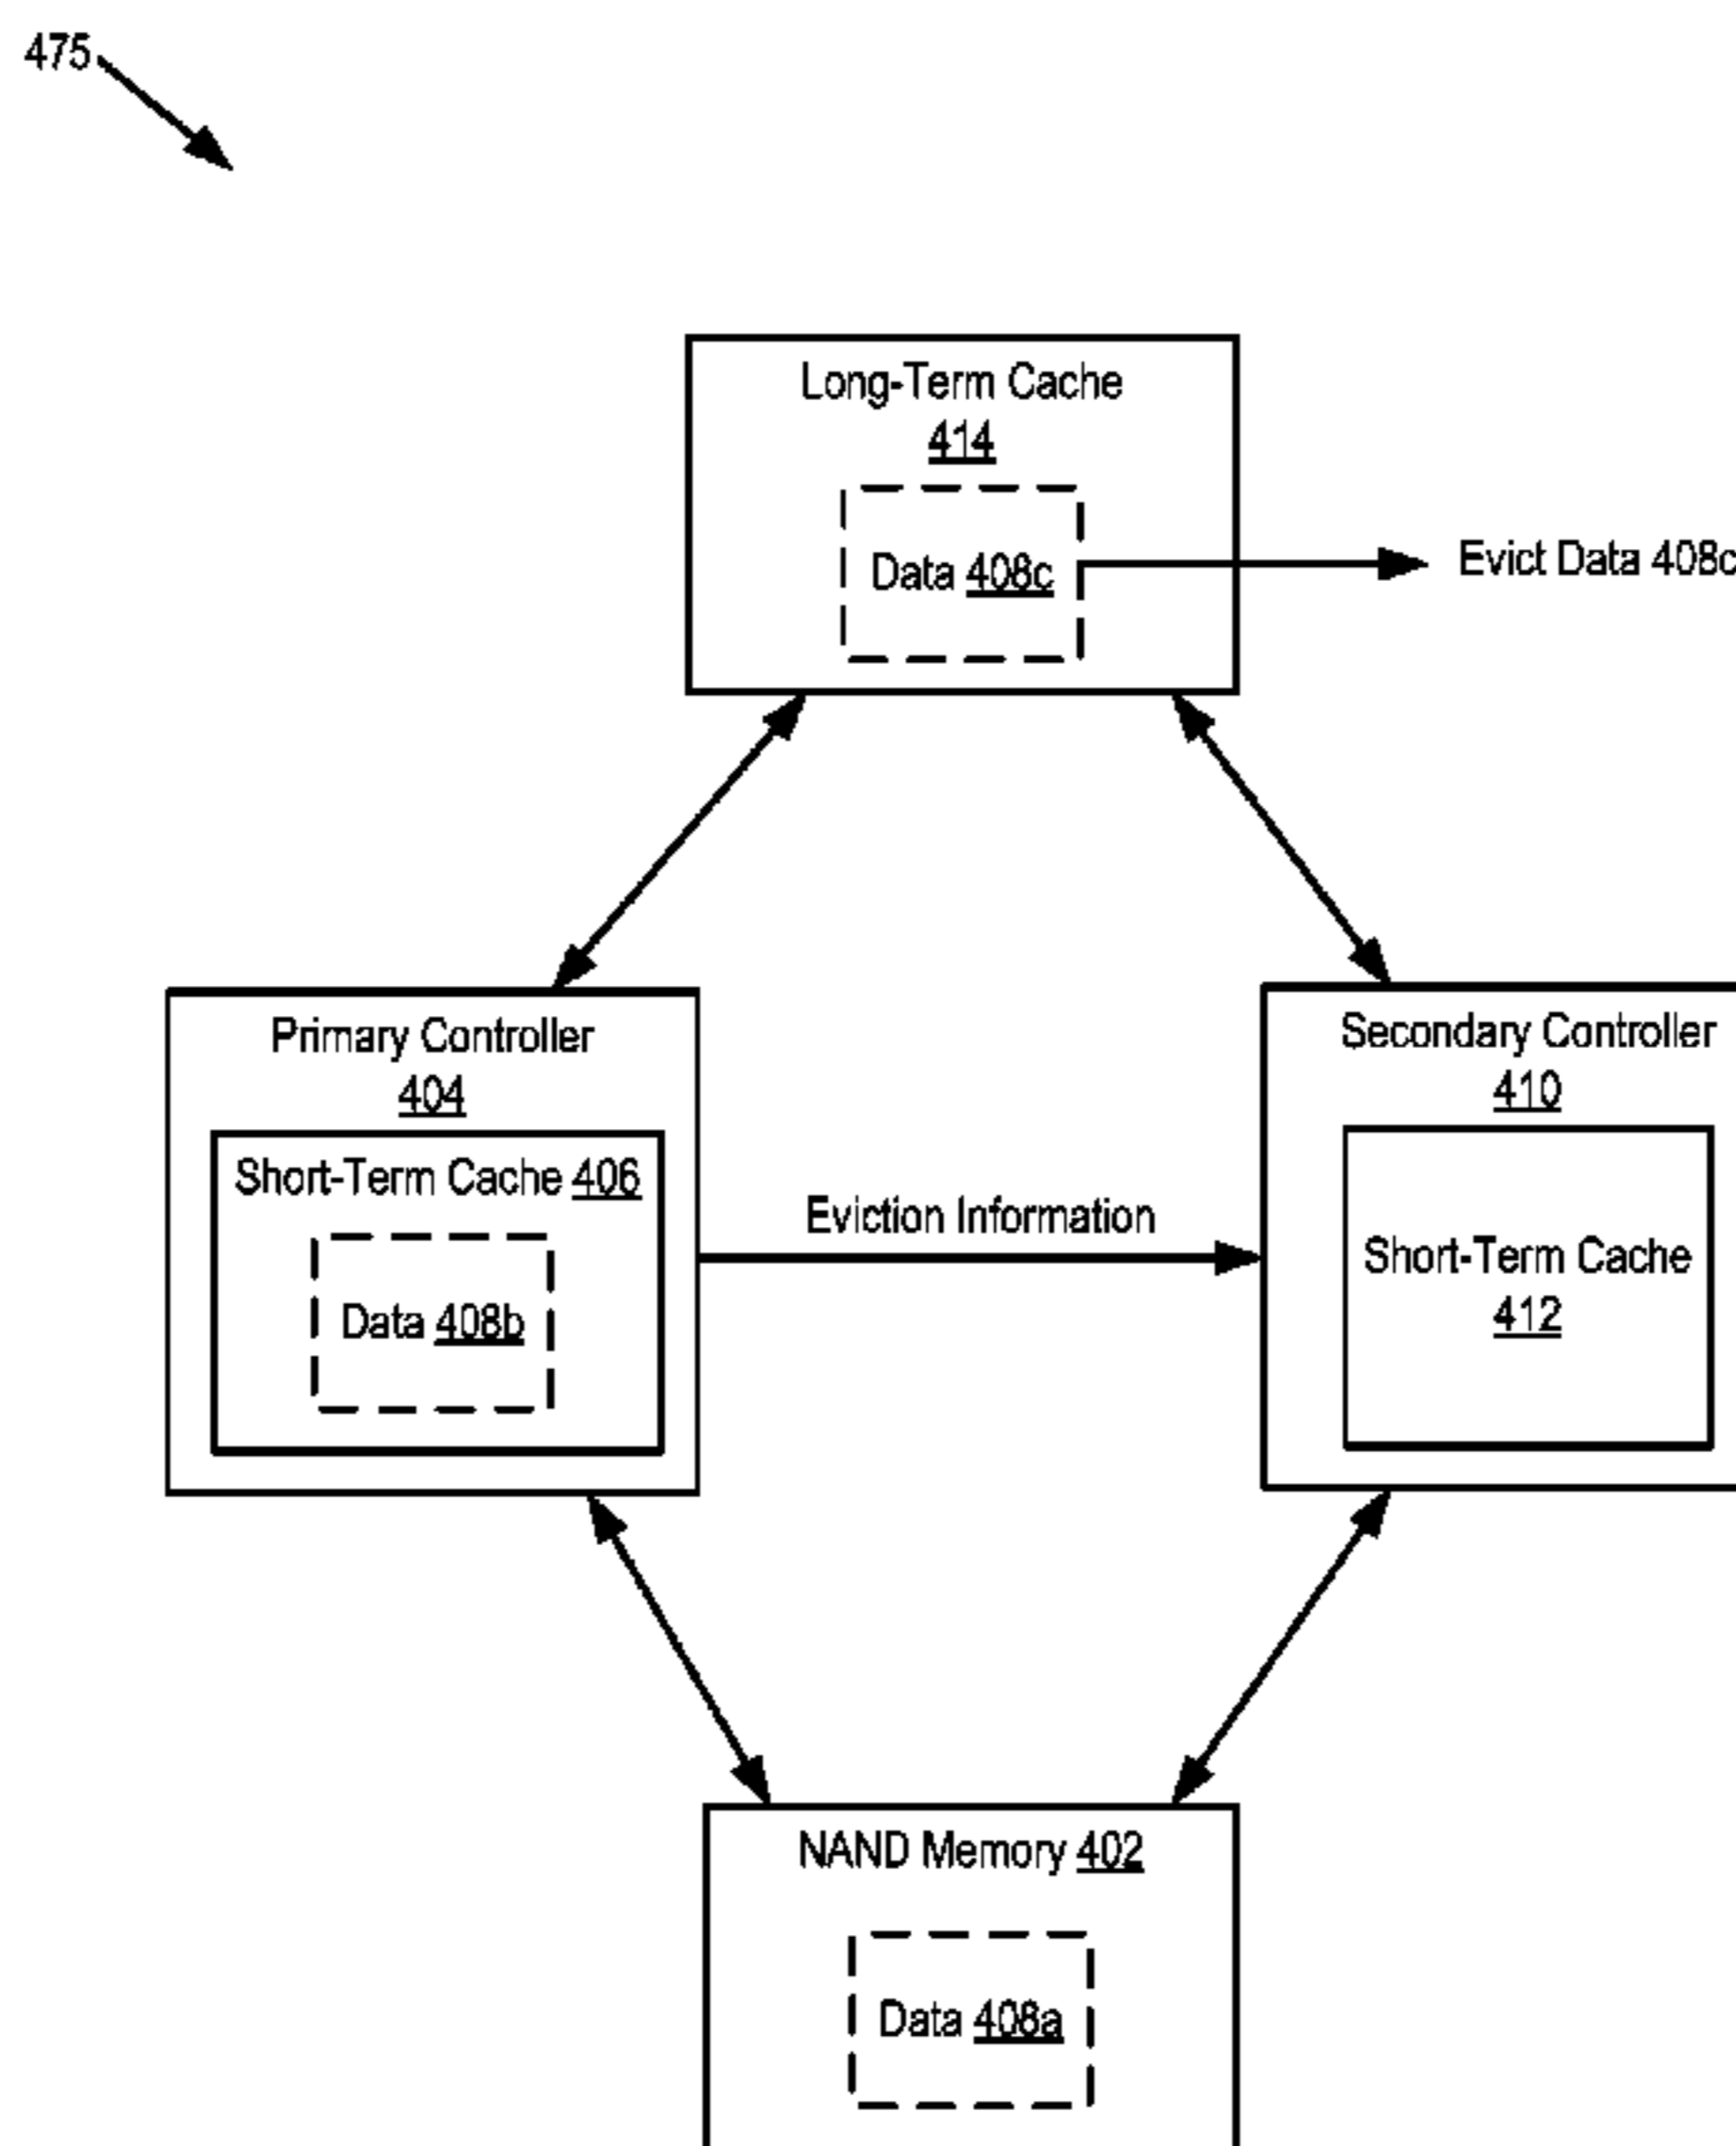 475
Long-Term Cache
414
Data 408c
Evict Data 408c
Primary Controller
404
Short-Term Cache 406
Data 408b
Eviction Information
Secondary Controller
410
Short-Term Cache
412
NAND Memory 402
Data 408a